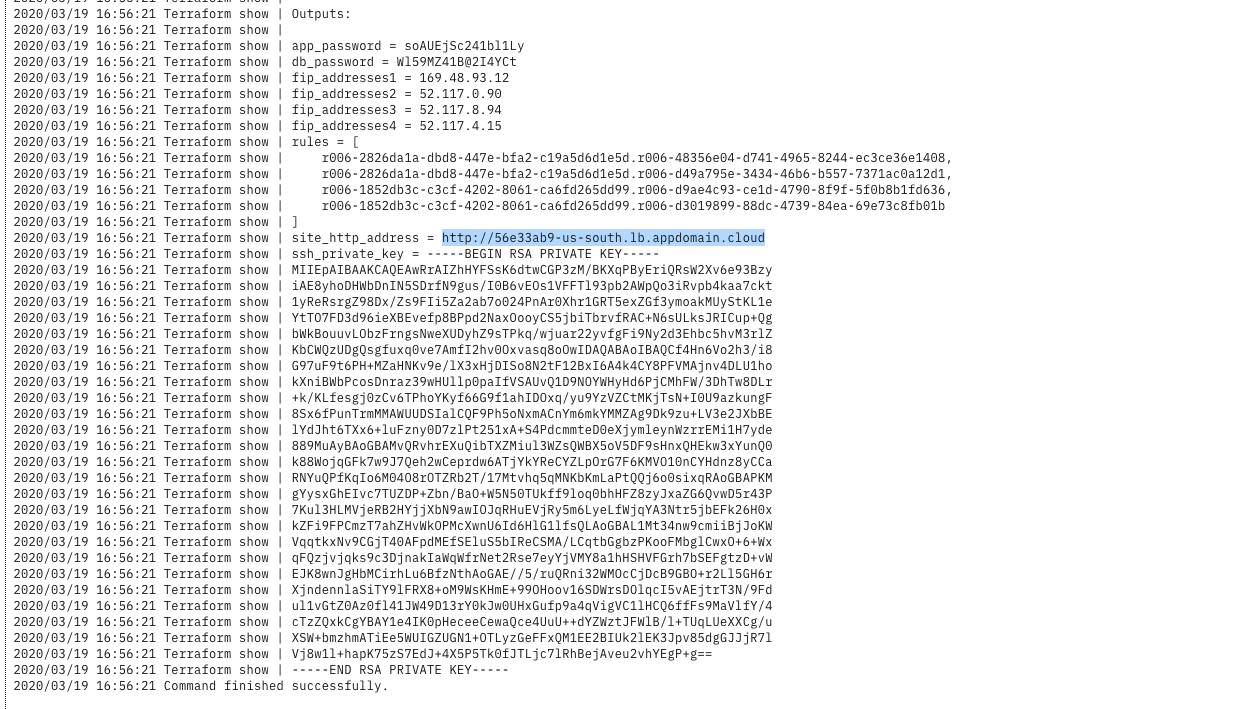 2020/03/19 16:56:21 Terraform show | Outputs:
2020/03/19 16:56:21 Terraform show |
2020/03/19 16:56:21 Terraform show | app_password = soAUEjSc241bl1Ly
2020/03/19 16:56:21 Terraform show | db_password = Wl59MZ41B@2I4YCt
2020/03/19 16:56:21 Terraform show | fip_addresses1 = 169.48.93.12
2020/03/19 16:56:21 Terraform show | fip_addresses2 = 52.117.0.90
2020/03/19 16:56:21 Terraform show | fip_addresses3 = 52.117.8.94
2020/03/19 16:56:21 Terraform show | fip_addresses4 = 52.117.4.15
2020/03/19 16:56:21 Terraform show | rules = [
2020/03/19 16:56:21 Terraform show |     r006-2826da1a-dbd8-447e-bfa2-c19a5d6d1e5d.r006-48356e04-d741-4965-8244-ec3ce36e1408,
2020/03/19 16:56:21 Terraform show |     r006-2826da1a-dbd8-447e-bfa2-c19a5d6d1e5d.r006-d49a795e-3434-46b6-b557-7371ac0a12d1,
2020/03/19 16:56:21 Terraform show |     r006-1852db3c-c3cf-4202-8061-ca6fd265dd99.r006-d9ae4c93-ce1d-4790-8f9f-5f0b8b1fd636,
2020/03/19 16:56:21 Terraform show |     r006-1852db3c-c3cf-4202-8061-ca6fd265dd99.r006-d3019899-88dc-4739-84ea-69e73c8fb01b
2020/03/19 16:56:21 Terraform show | ]
2020/03/19 16:56:21 Terraform show | site_http_address = http://56e33ab9-us-south.lb.appdomain.cloud
2020/03/19 16:56:21 Terraform show | ssh_private_key = -----BEGIN RSA PRIVATE KEY-----
2020/03/19 16:56:21 Terraform show | MIIEpAIBAAKCAQEAwRrAIZhHYFSsK6dtwCGP3zM/BKXqPByEriQRsW2Xv6e93Bzy
2020/03/19 16:56:21 Terraform show | iAE8yhoDHWbDnIN5SDrfN9gus/I0B6vEOs1VFFTl93pb2AWpQo3iRvpb4kaa7ckt
2020/03/19 16:56:21 Terraform show | 1yReRsrgZ98Dx/Zs9FIi5Za2ab7o024PnAr0Xhr1GRT5exZGf3ymoakMUyStKL1e
2020/03/19 16:56:21 Terraform show | YtTO7FD3d96ieXBEvefp8BPpd2NaxOooyCS5jbiTbrvfRAC+N6sULksJRICup+Qg
2020/03/19 16:56:21 Terraform show | bWkBouuvLObzFrngsNweXUDyhZ9sTPkq/wjuar22yvfgFi9Ny2d3Ehbc5hvM3rlZ
2020/03/19 16:56:21 Terraform show | KbCWQzUDgQsgfuxq0ve7AmfI2hv0Oxvasq8oOwIDAQABAoIBAQCf4Hn6Vo2h3/i8
2020/03/19 16:56:21 Terraform show | G97uF9t6PH+MZaHNKv9e/lX3xHjDISo8N2tF12BxI6A4k4CY8PFVMAjnv4DLU1ho
2020/03/19 16:56:21 Terraform show | kXniBWbPcosDnraz39wHUllp0paIfVSAUvQ1D9NOYWHyHd6PjCMhFW/3DhTw8DLr
2020/03/19 16:56:21 Terraform show | +k/KLfesgj0zCv6TPhoYKyf66G9f1ahIDOxq/yu9YzVZCtMKjTsN+I0U9azkungF
2020/03/19 16:56:21 Terraform show | 8Sx6fPunTrmMMAWUUDSIalCQF9Ph5oNxmACnYm6mkYMMZAg9Dk9zu+LV3e2JXbBE
2020/03/19 16:56:21 Terraform show | lYdJht6TXx6+luFzny0D7zlPt251xA+S4PdcmmteD0eXjymleynWzrrEMi1H7yde
2020/03/19 16:56:21 Terraform show | 889MuAyBAoGBAMvQRvhrEXuQibTXZMiul3WZsQWBX5oV5DF9sHnxQHEkw3xYunQ0
2020/03/19 16:56:21 Terraform show | k88WojqGFk7w9J7Qeh2wCeprdw6ATjYkYReCYZLpOrG7F6KMVO10nCYHdnz8yCCa
2020/03/19 16:56:21 Terraform show | RNYuQPfKqIo6M04O8rOTZRb2T/17Mtvhq5qMNKbKmLaPtQQj6o0sixqRAoGBAPKM
2020/03/19 16:56:21 Terraform show | gYysxGhEIvc7TUZDP+Zbn/BaO+W5N50TUkff9loq0bhHFZ8zyJxaZG6QvwD5r43P
2020/03/19 16:56:21 Terraform show | 7Kul3HLMVjeRB2HYjjXbN9awIOJqRHuEVjRy5m6LyeLfWjqYA3Ntr5jbEFk26H0x
2020/03/19 16:56:21 Terraform show | kZFi9FPCmzT7ahZHvWkOPMcXwnU6Id6HlG1lfsQLAoGBAL1Mt34nw9cmiiBjJoKW
2020/03/19 16:56:21 Terraform show | VqqtkxNv9CGjT40AFpdMEfSEluS5bIReCSMA/LCqtbGgbzPKooFMbglCwxO+6+Wx
2020/03/19 16:56:21 Terraform show | qFQzjvjqks9c3DjnakIaWqWfrNet2Rse7eyYjVMY8a1hHSHVFGrh7bSEFgtzD+vW
2020/03/19 16:56:21 Terraform show | EJK8wnJgHbMCirhLu6BfzNthAoGAE//5/ruQRni32WMOcCjDcB9GBO+r2Ll5GH6r
2020/03/19 16:56:21 Terraform show | XjndennlaSiTY9lFRX8+oM9WsKHmE+99OHoov16SDWrsDOlqcI5vAEjtrT3N/9Fd
2020/03/19 16:56:21 Terraform show | ul1vGtZ0Az0fl41JW49D13rY0kJw0UHxGufp9a4qVigVC1lHCQ6ffFs9MaVlfY/4
2020/03/19 16:56:21 Terraform show | cTzZQxkCgYBAY1e4IK0pHeceeCewaQce4UuU++dYZWztJFWlB/l+TUqLUeXXCg/u
2020/03/19 16:56:21 Terraform show | XSW+bmzhmATiEe5WUIGZUGN1+OTLyzGeFFxQM1EE2BIUk2lEK3Jpv85dgGJJjR7l
2020/03/19 16:56:21 Terraform show | Vj8w1l+hapK75zS7EdJ+4X5P5Tk0fJTLjc7lRhBejAveu2vhYEgP+g==
2020/03/19 16:56:21 Terraform show | -----END RSA PRIVATE KEY-----
2020/03/19 16:56:21 Command finished successfully.